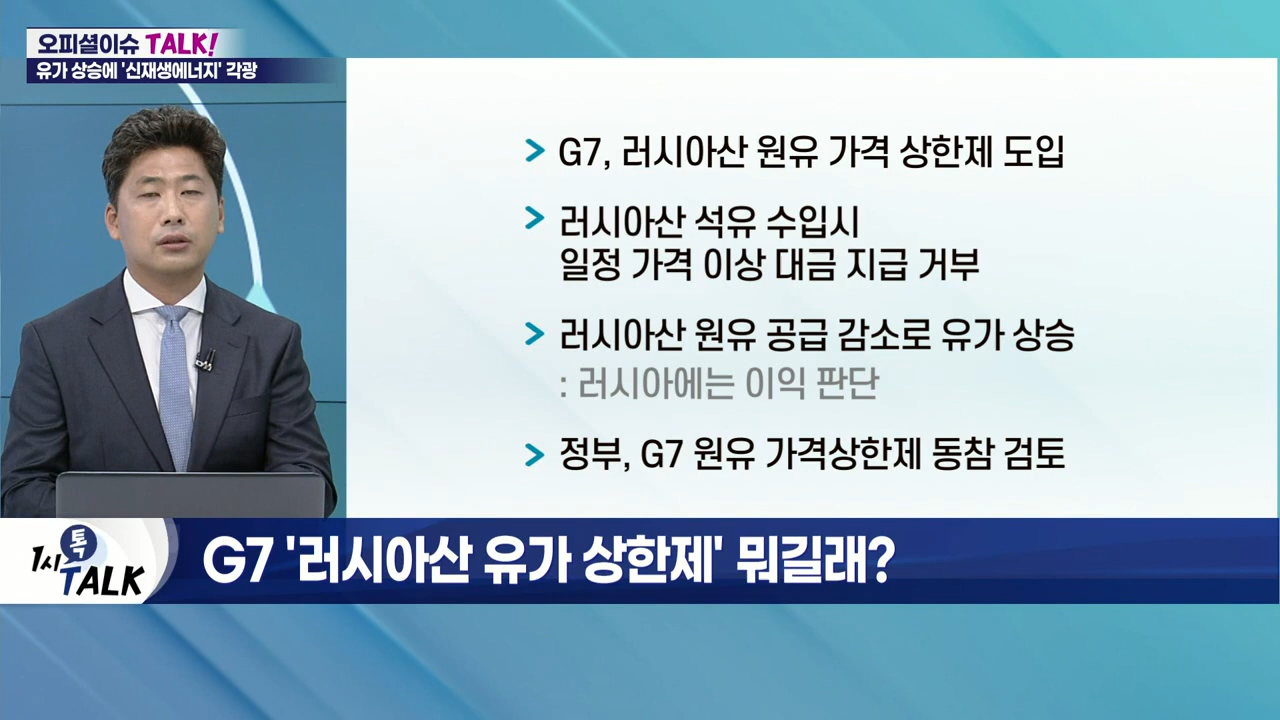 오피셜이슈 TALK!
유가 상승에 '신재생에너지' 각광
> G7, 러시아산 원유 가격 상한제 도입
> 러시아산 석유 수입시
일정 가격 이상 대금 지급 거부
> 러시아산 원유 공급 감소로 유가 상승
: 러시아에는 이익 판단
> 정부, G7 원유 가격상한제 동참 검토
1시톡 TALK
G7 '러시아산 유가 상한제' 뭐길래?